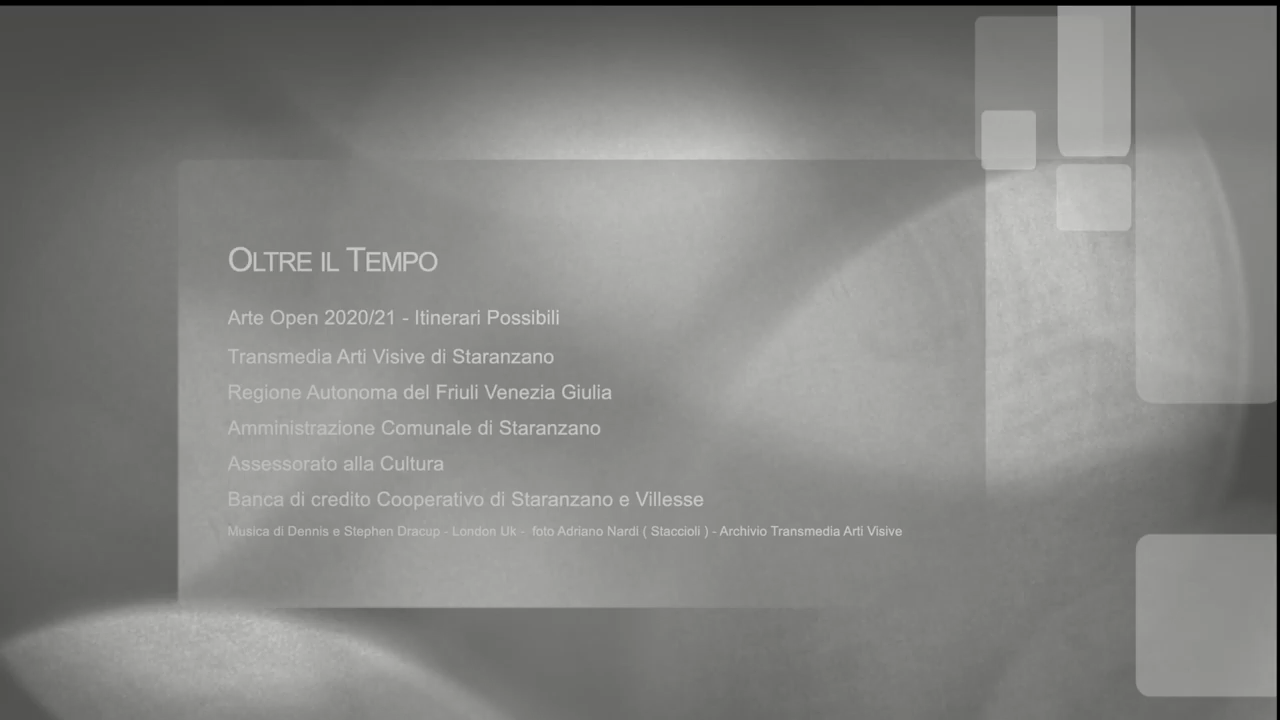 Oltre il Tempo
Arte Open 2020/21 - Itinerari Possibili
Transmedia Arti Visive di Staranzano
Regione Autonoma del Friuli Venezia Giulia
Amministrazione Comunale di Staranzano
Assessorato alla Cultura
Banca di credito Cooperativo di Staranzano e Villesse
Musica di Dennis e Stephen Dracup - London Uk - foto Adriano Nardi ( Staccioli ) - Archivio Transmedia Arti Visive